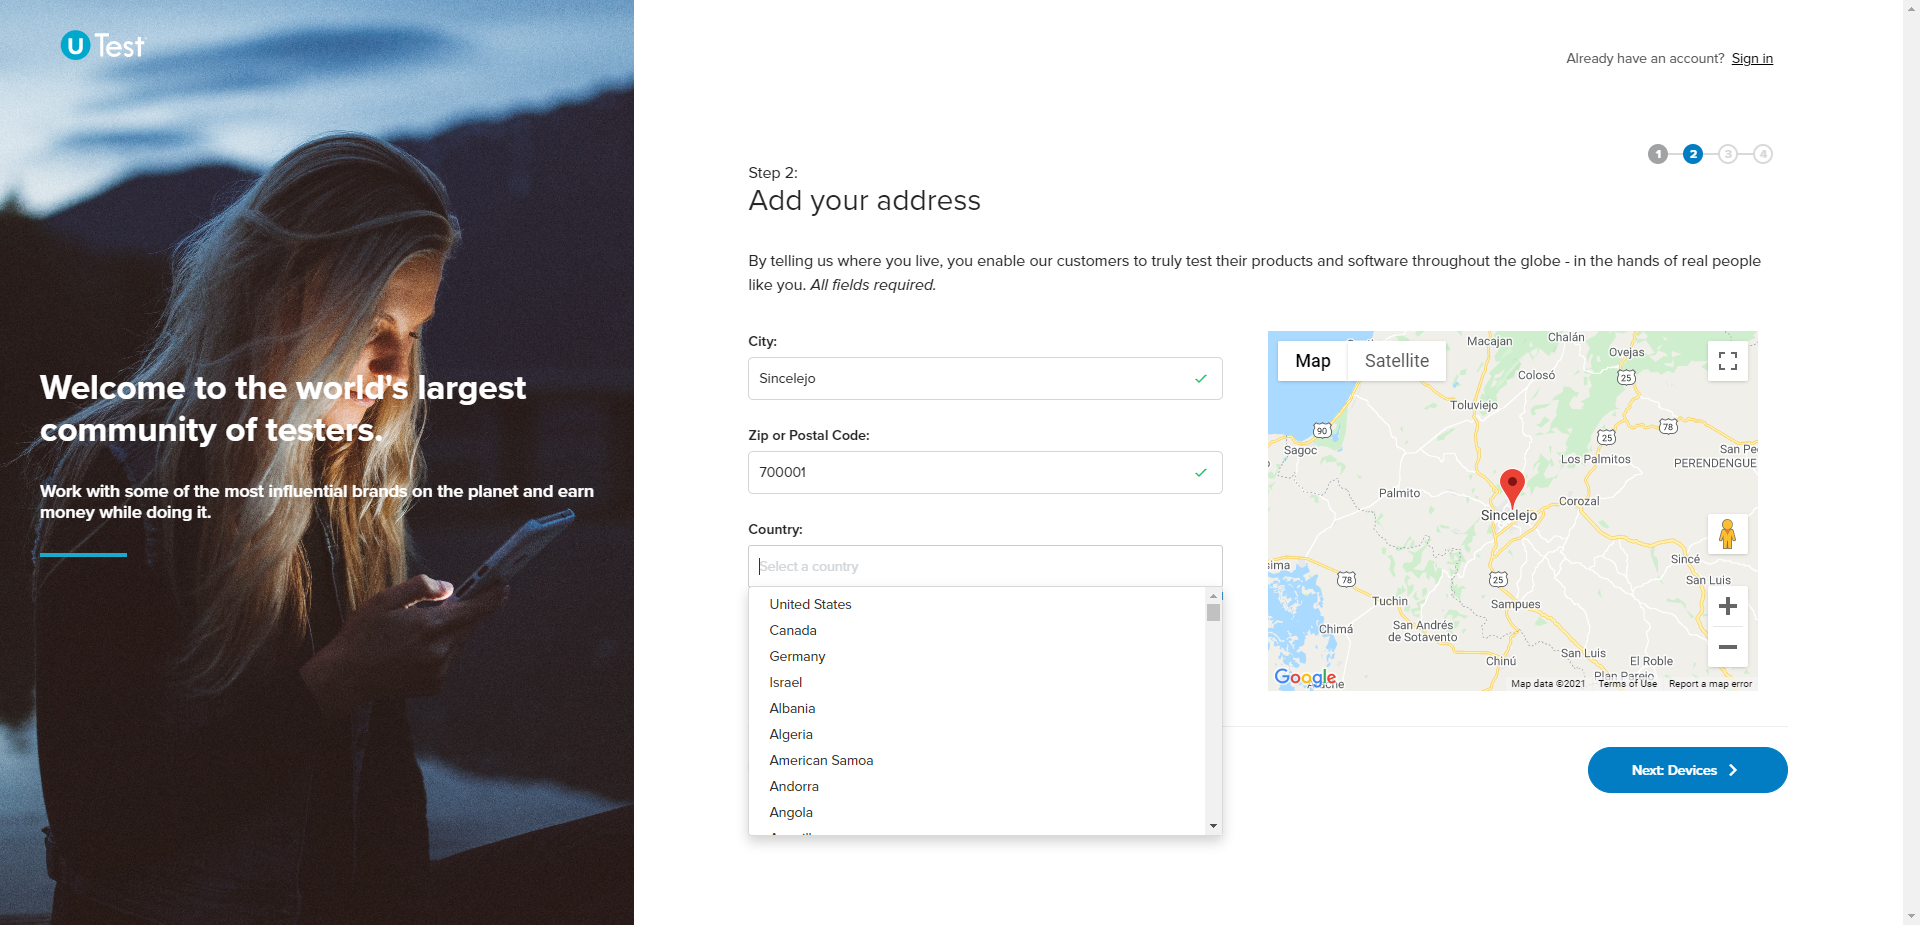 u Test
Already have an account? Sign in
1 2 3 4
Step 2:
Add your address
By telling us where you live, you enable our customers to truly test their products and software throughout the globe - in the hands of real people
like you. All fields required.
Welcome to the world's largest
community of testers.
Work with some of the most influential brands on the planet and earn
money while doing it.
City:
Sincelejo
Zip or Postal Code:
700001
Country:
Select a country
United States
Canada
Germany
Israel
Albania
Algeria
American Samoa
Andorra
Angola
Map
Satellite
Macajan
Chalán
Ovejas
25
Colosó
Toluviejo
90
78
25
Sagoc
Los Palmitos
San Pe
PERENDENGUE
Palmito
Corozal
Sincelejo
Sincé
sima
78
25
San Luis
Tuchin
Sampues
Chimá
San Andrés
de Sotavento
San Luis
Chinú
El Roble
Plan Parejo
Google
Map data ©2021
Terms of Use
Report a map error
Next: Devices